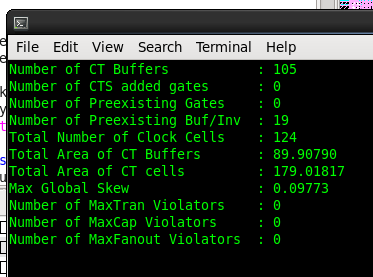 File Edit View Search Terminal Help
Number of CT Buffers : 105
Number of CTS added gates : 0
Number of Preexisting Gates : 0
Number of Preexisting Buf/Inv : 19
Total Number of Clock Cells : 124
Total Area of CT Buffers : 89.90790
Total Area of CT cells : 179.01817
Max Global Skew : 0.09773
Number of MaxTran Violators : 0
Number of MaxCap Violators : 0
Number of MaxFanout Violators : 0